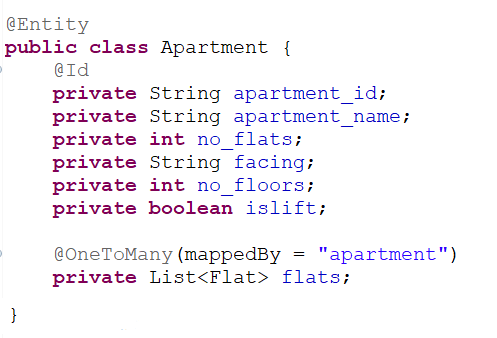 @Entity
public class Apartment {
@Id
private String apartment_id;
private String apartment_name;
private int no_flats;
private String facing;
private int no_floors;
private boolean islift;
@OneToMany(mappedBy = "apartment")
private List<Flat> flats;
}